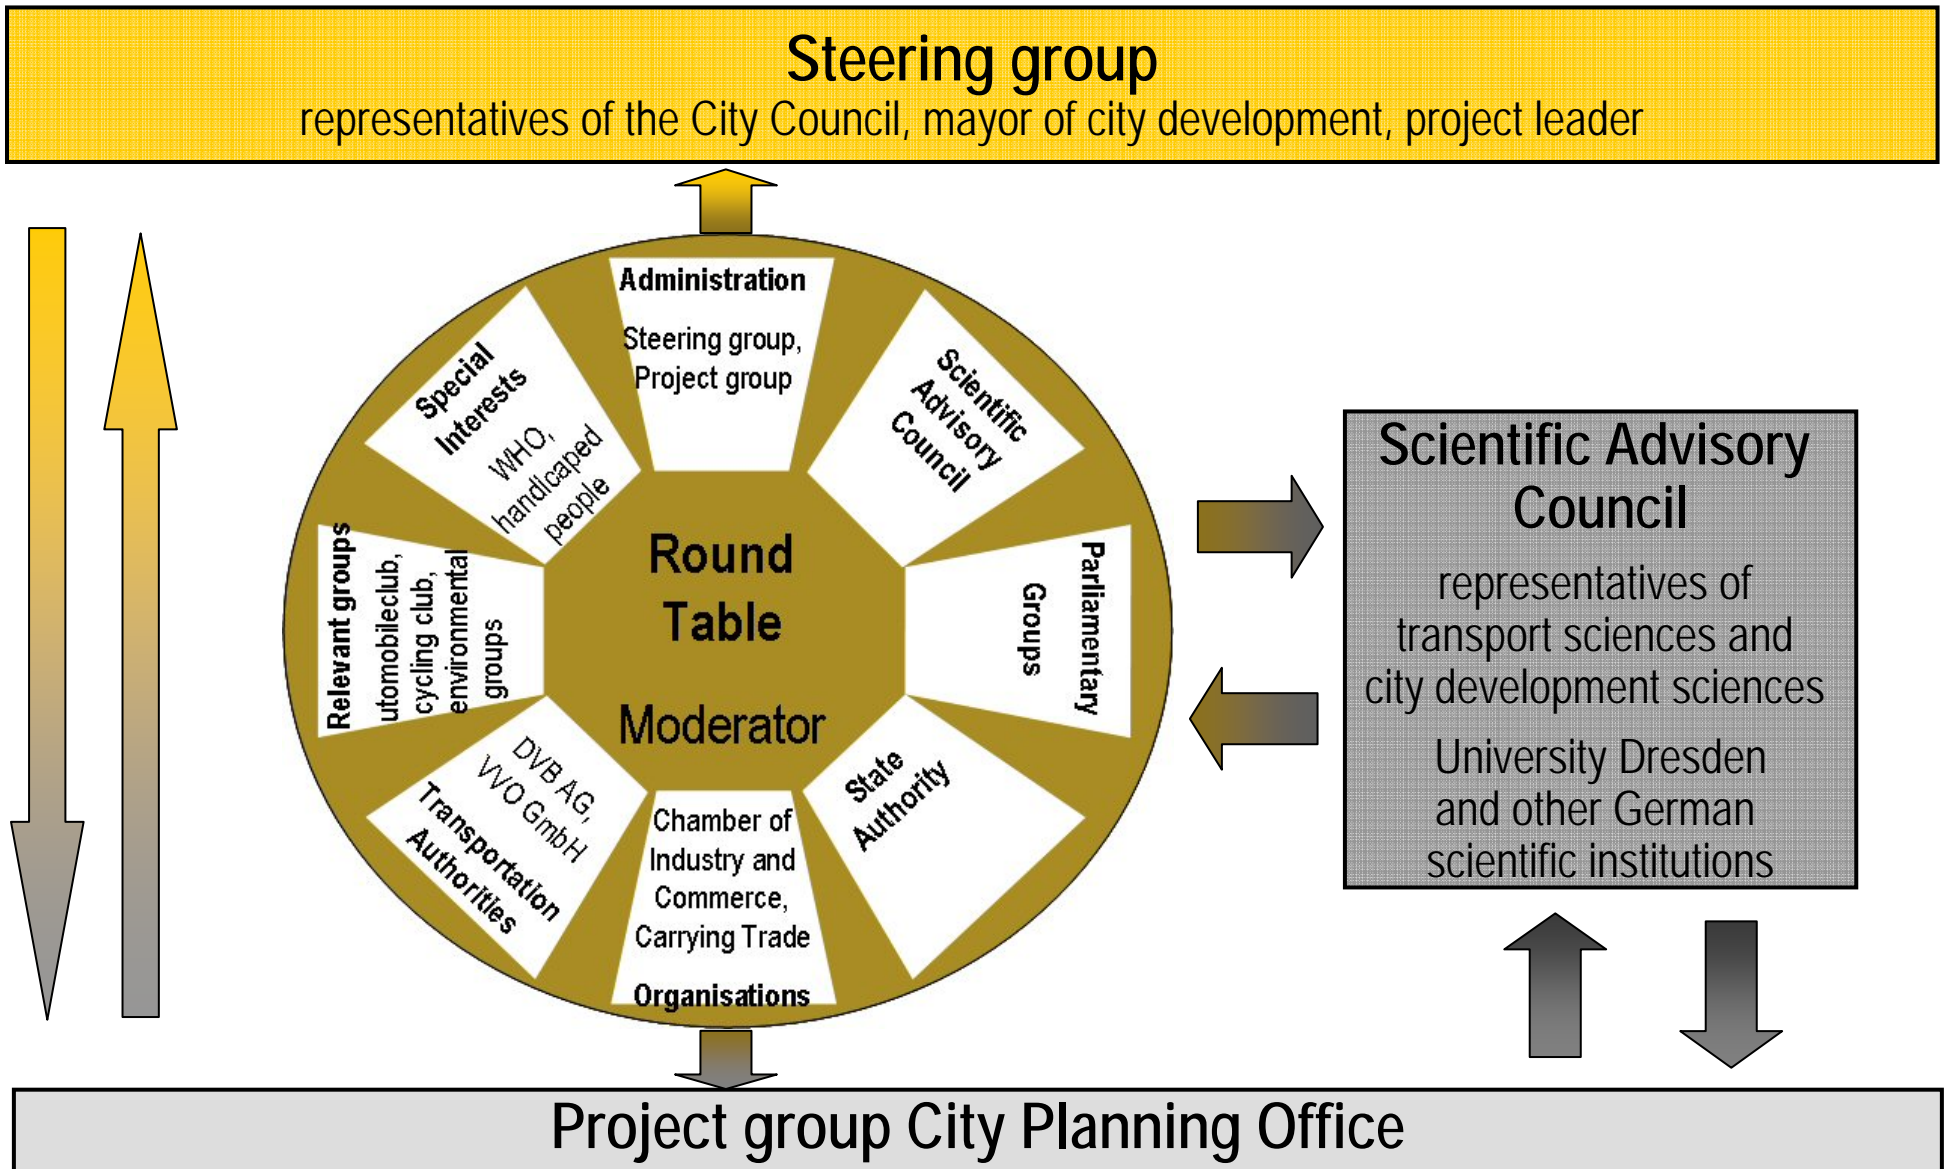 Steering group
representatives of the City Council, mayor of city development, project leader
Administration
Steering group,
Project group
Scientific
Advisory
Council
Parliamentary
Groups
State
Authority
Chamber of
Industry and
Commerce,
Carrying Trade
Organisations
DVB AG,
VVO GmbH
Transportation
Authorities
Relevant groups
utomobileclub,
cycling club,
environmental
groups
Special
Interests
WHO,
handicaped
people
Round
Table
Moderator
Scientific Advisory
Council
representatives of
transport sciences and
city development sciences
University Dresden
and other German
scientific institutions
Project group City Planning Office